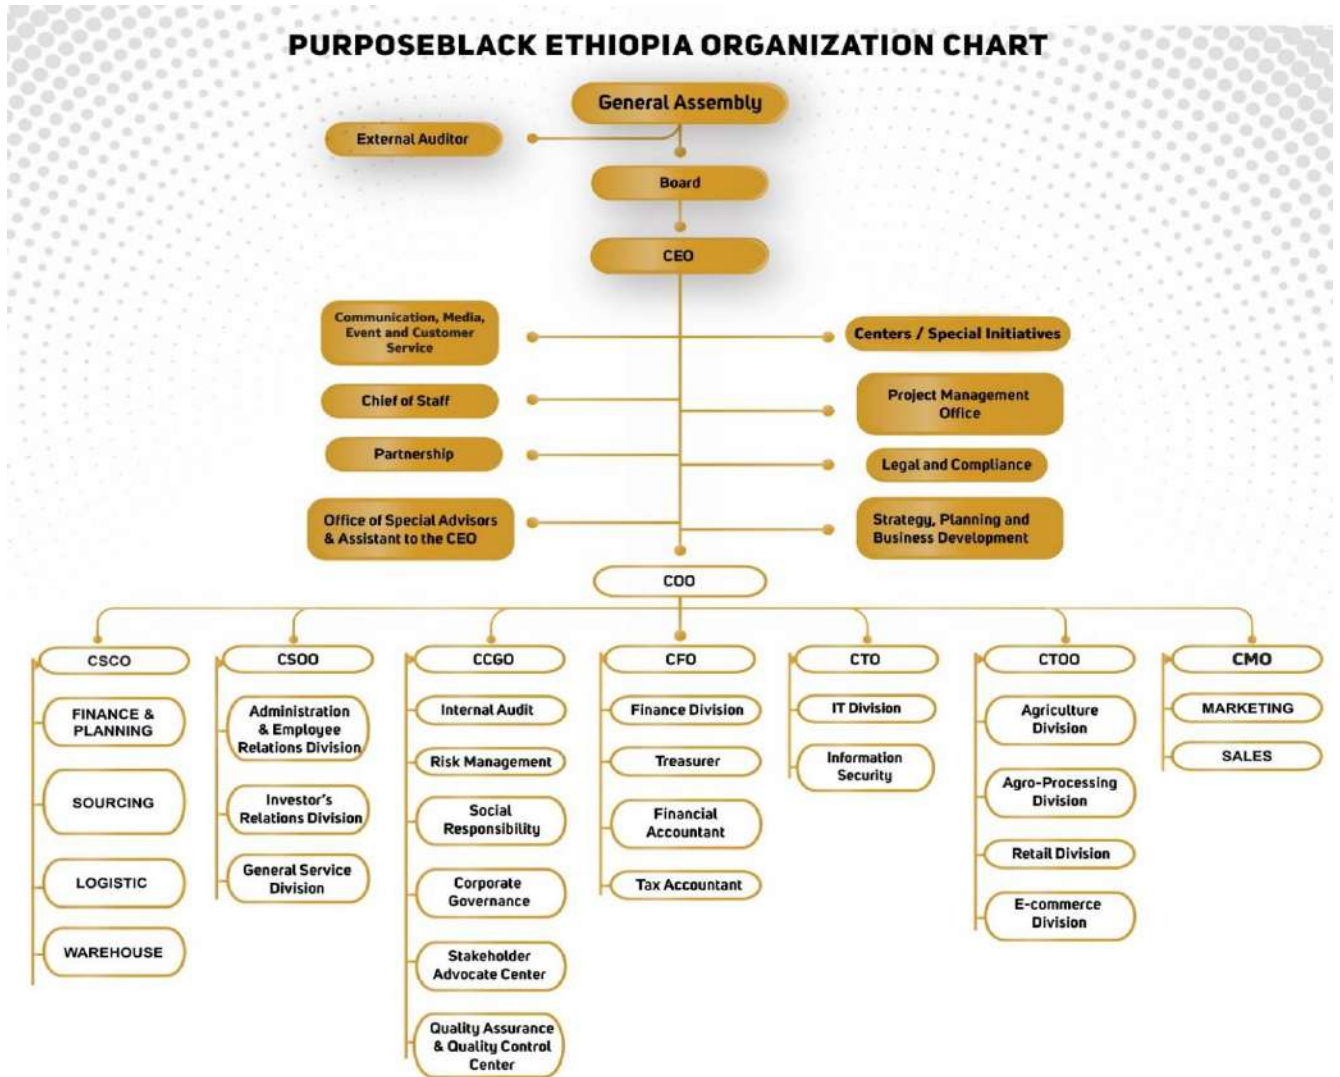 PURPOSEBLACK ETHIOPIA ORGANIZATION CHART
General Assembly
External Auditor
Board
CEO
Communication, Media,
Event and Customer
Service
Centers / Special Initiatives
Chief of Staff
Project Management
Office
Partnership
Legal and Compliance
Office of Special Advisors
& Assistant to the CEO
Strategy, Planning and
Business Development
COO
CSCO
FINANCE &
PLANNING
SOURCING
LOGISTIC
WAREHOUSE
CSOO
Administration
& Employee
Relations Division
Investor's
Relations Division
General Service
Division
CCGO
Internal Audit
Risk Management
Social
Responsibility
Corporate
Governance
Stakeholder
Advocate Center
Quality Assurance
& Quality Control
Center
CFO
Finance Division
Treasurer
Financial
Accountant
Tax Accountant
CTO
IT Division
Information
Security
CTOO
Agriculture
Division
Agro-Processing
Division
Retail Division
E-commerce
Division
CMO
MARKETING
SALES